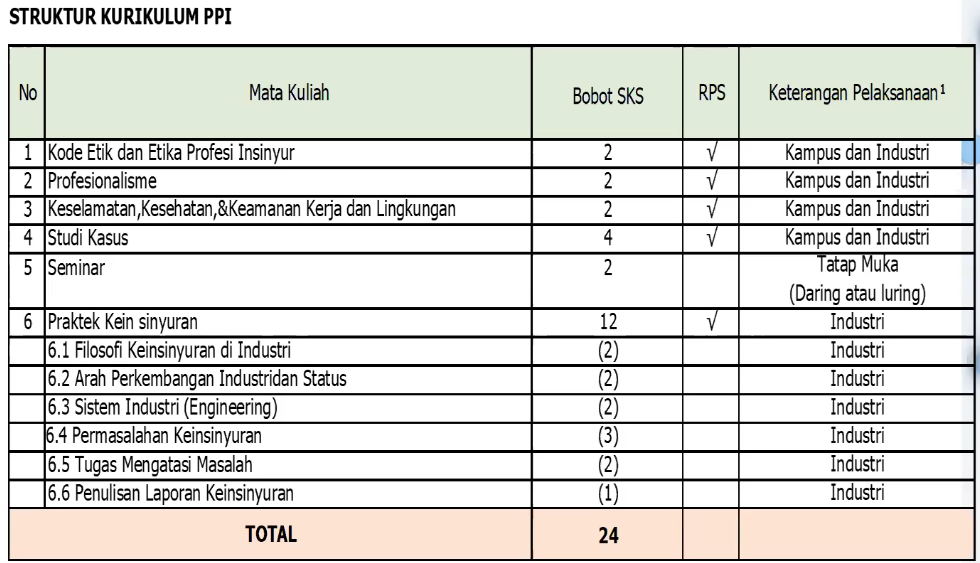 STRUKTUR KURIKULUM PPI
No Mata Kuliah Bobot SKS RPS Keterangan Pelaksanaan¹
1 Kode Etik dan Etika Profesi Insinyur 2 √ Kampus dan Industri
2 Profesionalisme 2 √ Kampus dan Industri
3 Keselamatan,Kesehatan,&Keamanan Kerja dan Lingkungan 2 √ Kampus dan Industri
4 Studi Kasus 4 √ Kampus dan Industri
5 Seminar 2 Tatap Muka
(Daring atau luring)
6 Praktek Kein sinyuran 12 √ Industri
6.1 Filosofi Keinsinyuran di Industri (2) Industri
6.2 Arah Perkembangan Industridan Status (2) Industri
6.3 Sistem Industri (Engineering) (2) Industri
6.4 Permasalahan Keinsinyuran (3) Industri
6.5 Tugas Mengatasi Masalah (2) Industri
6.6 Penulisan Laporan Keinsinyuran (1) Industri
TOTAL 24